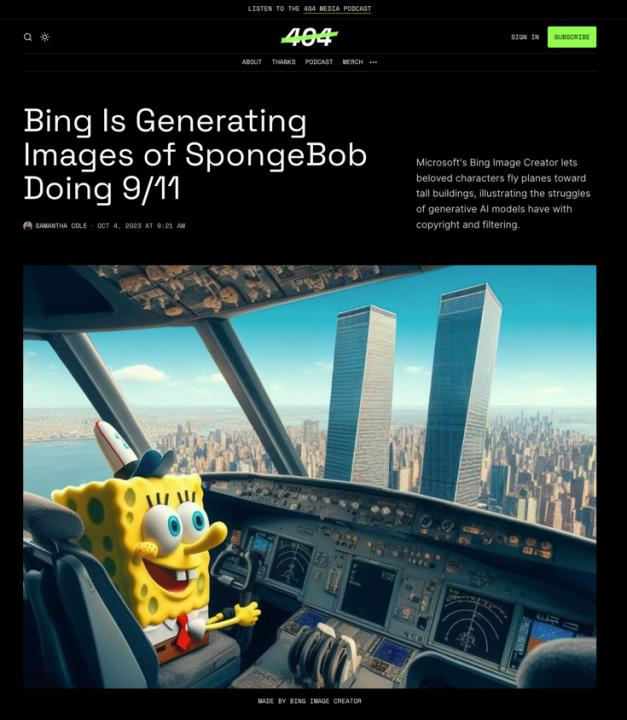 LISTEN TO THE 404 MEDIA PODCAST
404
SIGN IN
SUBSCRIBE
ABOUT THANKS PODCAST MERCH •••
Bing Is Generating
Images of SpongeBob
Doing 9/11
Microsoft's Bing Image Creator lets
beloved characters fly planes toward
tall buildings, illustrating the struggles
of generative AI models have with
copyright and filtering.
SAMANTHA COLE · OCT 4, 2023 AT 9:21 AM
MADE BY BING IMAGE CREATOR